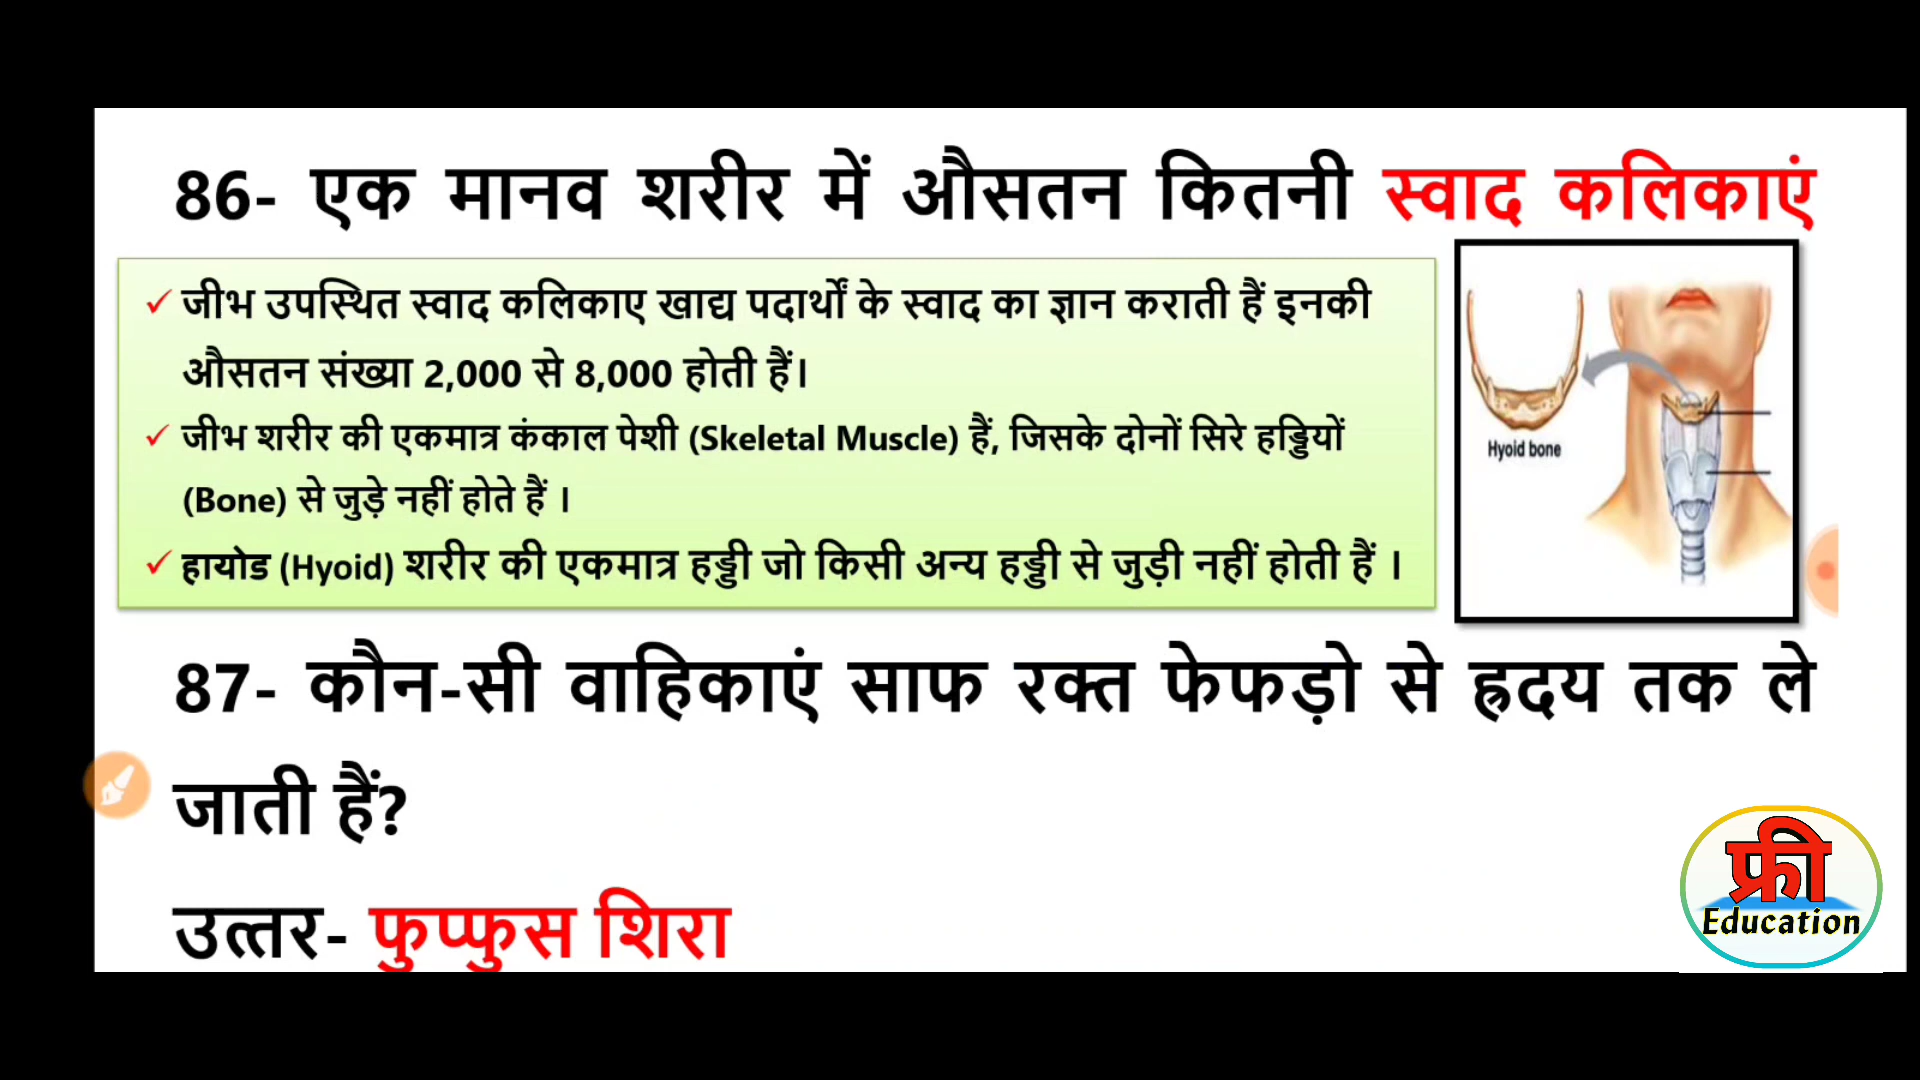 86- एक मानव शरीर में औसतन कितनी स्वाद कलिकाएं
जीभ उपस्थित स्वाद कलिकाए खाद्य पदार्थों के स्वाद का ज्ञान कराती हैं इनकी
औसतन संख्या 2,000 से 8,000 होती हैं।
जीभ शरीर की एकमात्र कंकाल पेशी (Skeletal Muscle) हैं, जिसके दोनों सिरे हड्डियों
(Bone) से जुड़े नहीं होते हैं ।
हायोड (Hyoid) शरीर की एकमात्र हड्डी जो किसी अन्य हड्डी से जुड़ी नहीं होती हैं ।
Hyoid bone
87- कौन-सी वाहिकाएं साफ रक्त फेफड़ो से ह्रदय तक ले
जाती हैं?
उत्तर- फुप्फुस शिरा
फ्री
Education